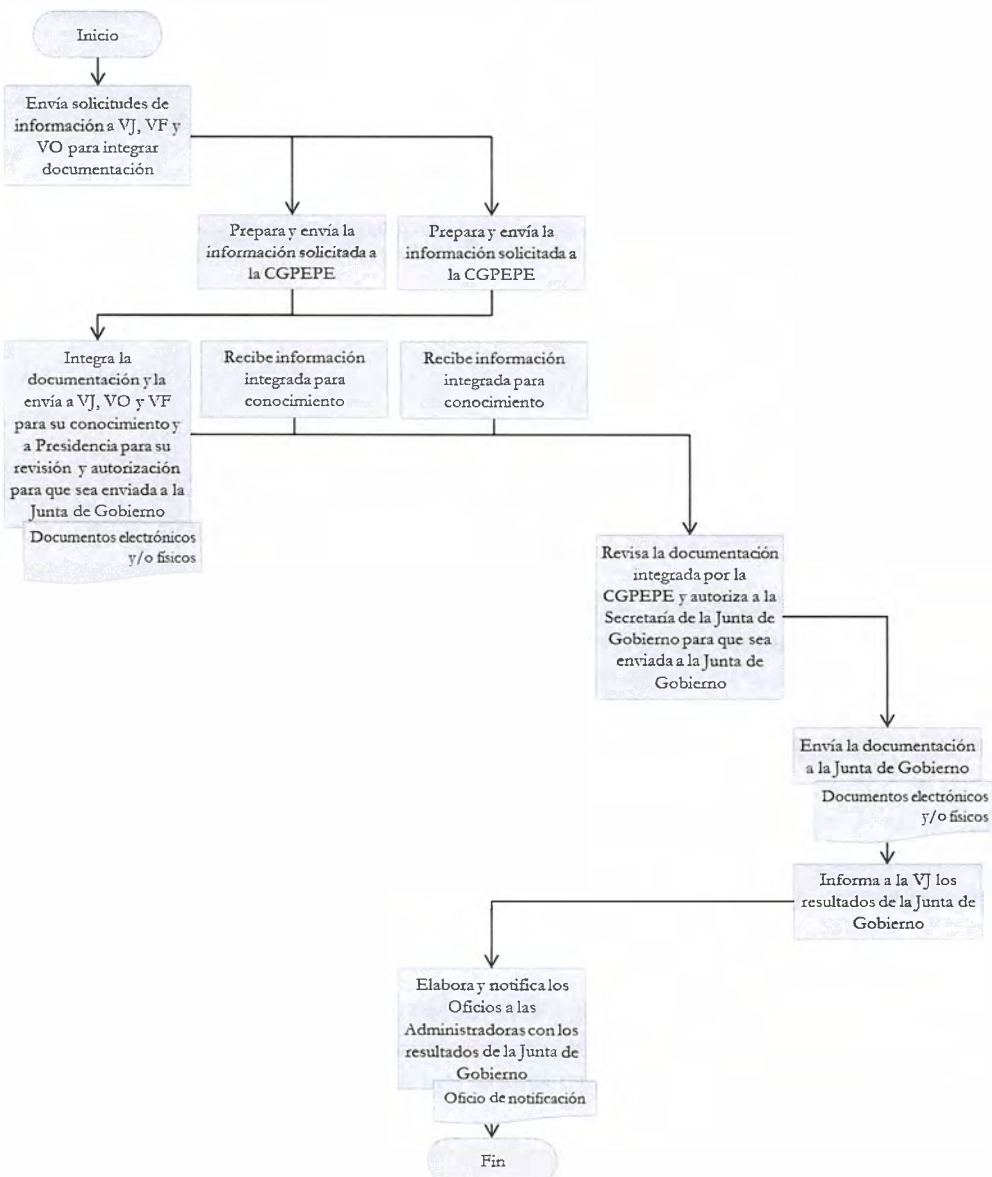 Inicio
Envía solicitudes de
información a VJ, VF y
VO para integrar
documentación
Prepara y envía la
información solicitada a
la CGPEPE
Prepara y envía la
información solicitada a
la CGPEPE
Integra la
documentación y la
envía a VJ, VO y VF
para su conocimiento y
a Presidencia para su
revisión y autorización
para que sea enviada a la
Junta de Gobierno
Documentos electrónicos
y/o físicos
Recibe información
integrada para
conocimiento
Recibe información
integrada para
conocimiento
Revisa la documentación
integrada por la
CGPEPE y autoriza a la
Secretaría de la Junta de
Gobierno para que sea
enviada a la Junta de
Gobierno
Envía la documentación
a la Junta de Gobierno
Documentos electrónicos
y/o físicos
Informa a la VJ los
resultados de la Junta de
Gobierno
Elabora y notifica los
Oficios a las
Administradoras con los
resultados de la Junta de
Gobierno
Oficio de notificación
Fin